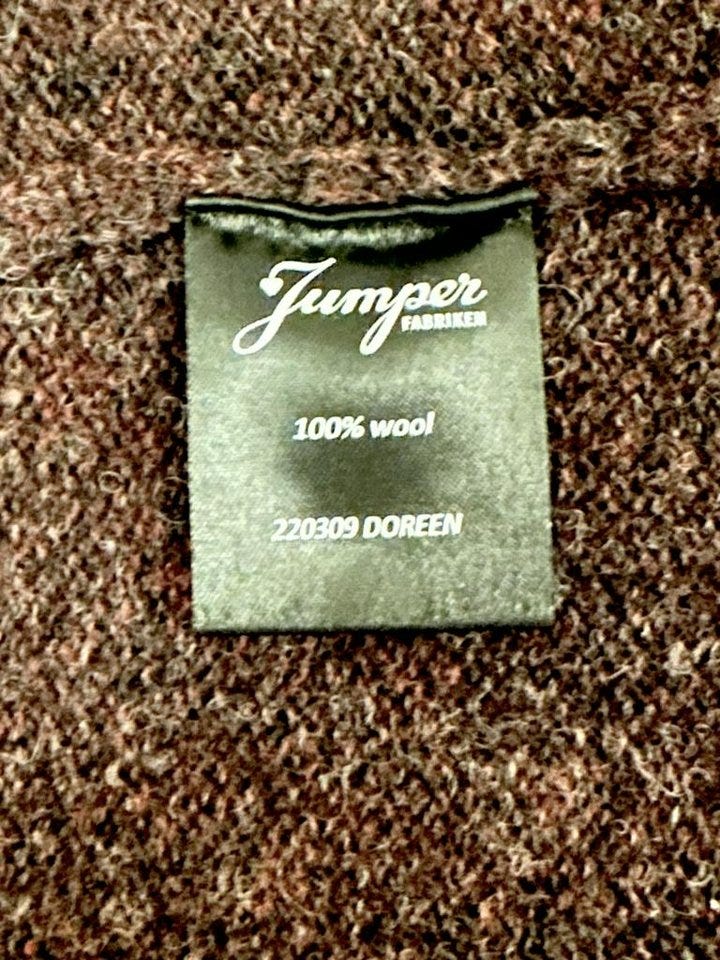 Jumper
FABRIKEN
100% wool
220309 DOREEN